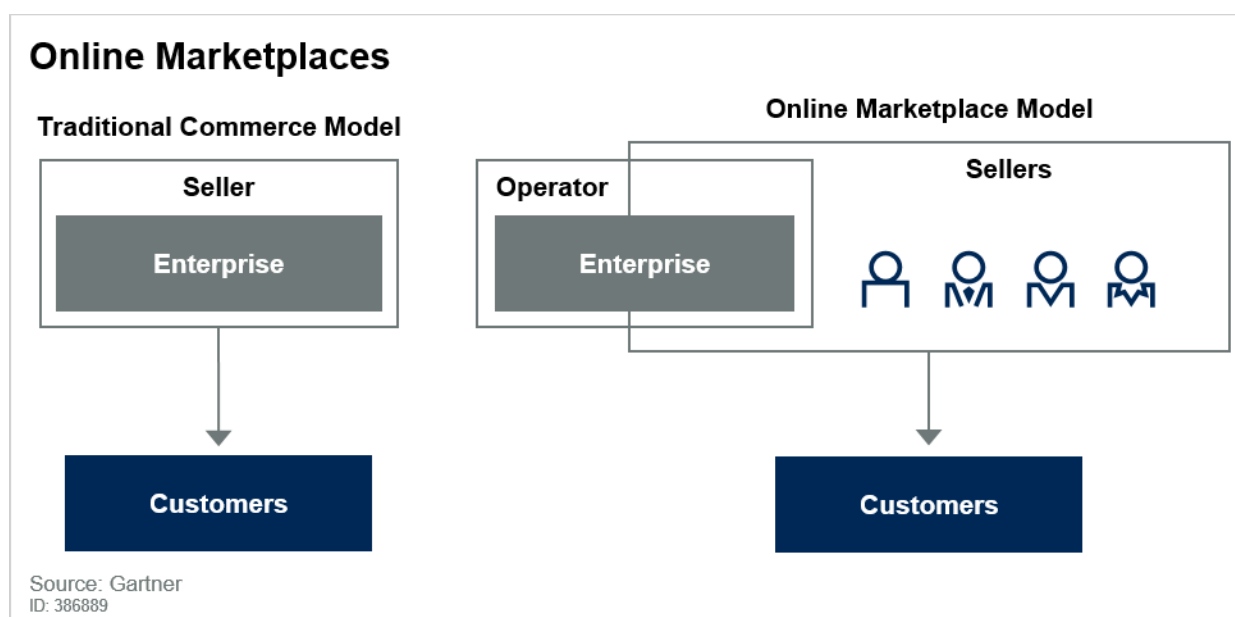 Online Marketplaces
Traditional Commerce Model
Seller
Enterprise
Customers
Online Marketplace Model
Operator
Enterprise
Sellers
Customers
Source: Gartner
ID: 386889